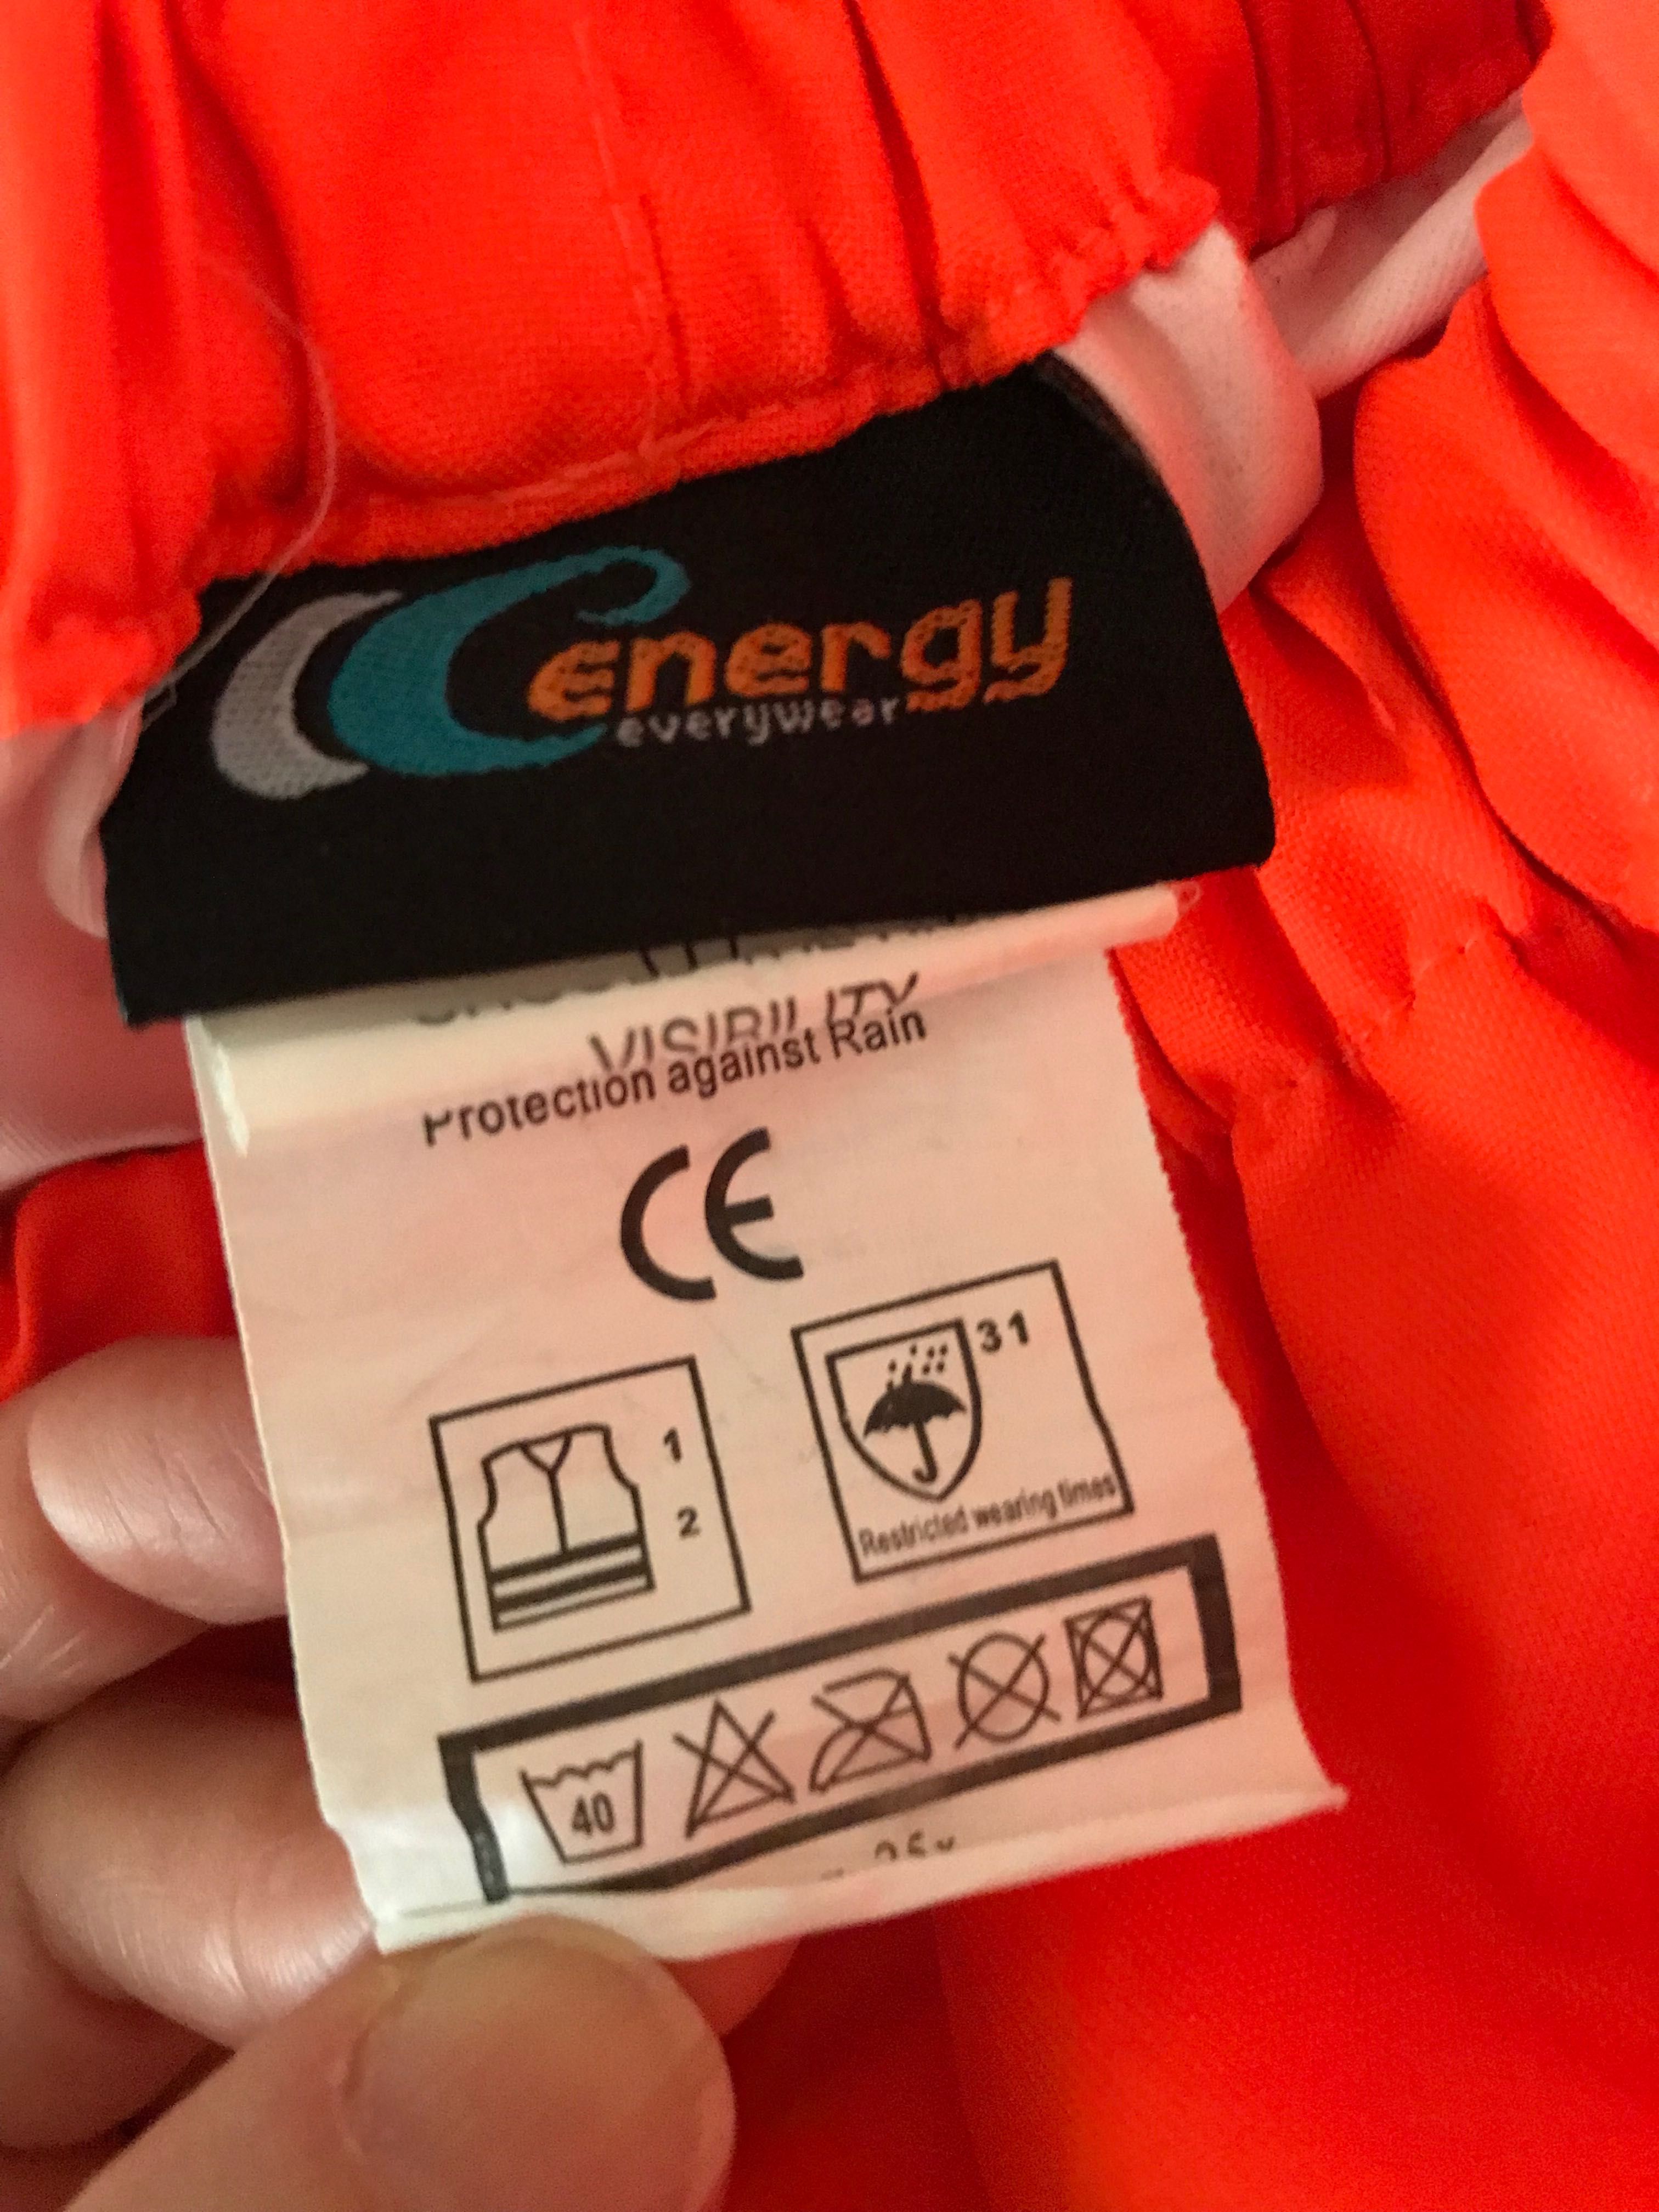 energy
everywear
VISIBILITY
Protection against Rain
CE
31
1
2
Restricted wearing times
40